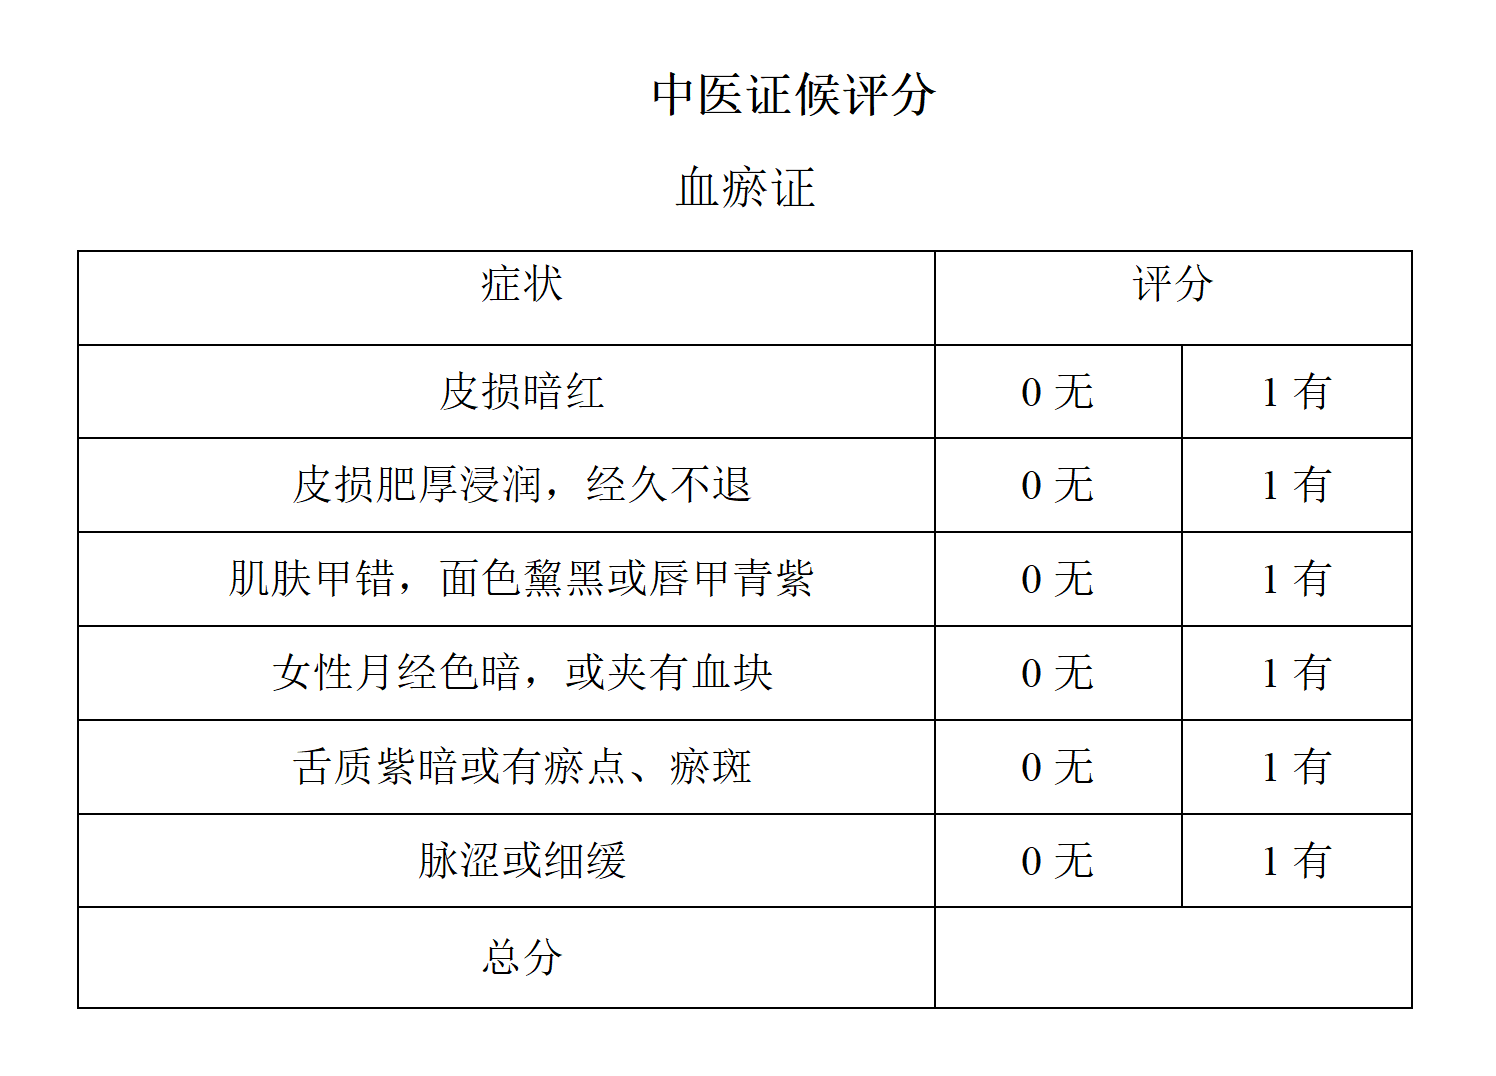 中医证候评分
血瘀证
症状 评分
皮损暗红 0 无 1 有
皮损肥厚浸润，经久不退 0 无 1 有
肌肤甲错，面色黧黑或唇甲青紫 0 无 1 有
女性月经色暗，或夹有血块 0 无 1 有
舌质紫暗或有瘀点、瘀斑 0 无 1 有
脉涩或细缓 0 无 1 有
总分